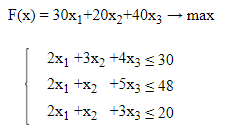 F(x) = 30x₁+20x₂+40x₃ → max
2x₁ +3x₂ +4x₃ ≤ 30
2x₁ +x₂ +5x₃ ≤ 48
2x₁ +x₂ +3x₃ ≤ 20